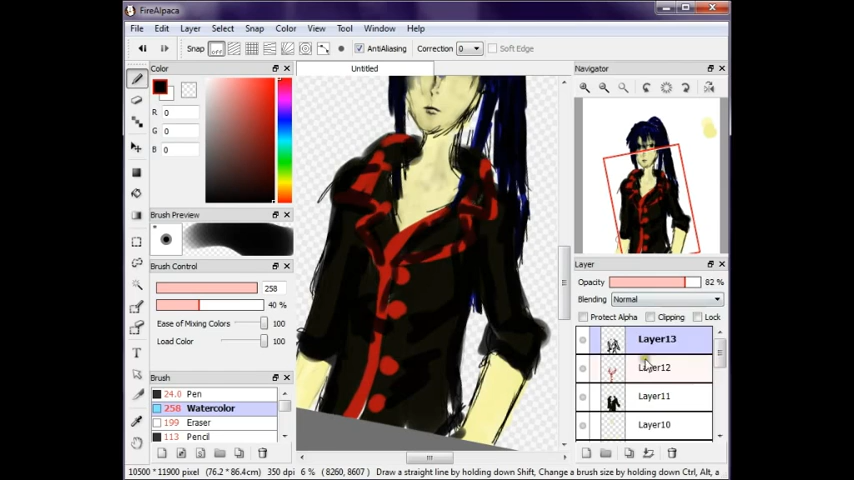 FireAlpaca
File Edit Layer Select Snap Color View Tool Window Help
Snap off AntiAliasing Correction 0 Soft Edge
Color
Untitled
Navigator
R 0
G 0
B 0
Brush Preview
Brush Control
258
40 %
Ease of Mixing Colors 100
Load Color 100
Brush
24.0 Pen
258 Watercolor
199 Eraser
113 Pencil
Layer
Opacity 82 %
Blending Normal
Protect Alpha Clipping Lock
Layer13
Layer12
Layer11
Layer10
10500 * 11900 pixel (76.2 * 86.4cm) 350 dpi 6 % (8260, 8607) Draw a straight line by holding down Shift, Change a brush size by holding down Ctrl, Alt, a